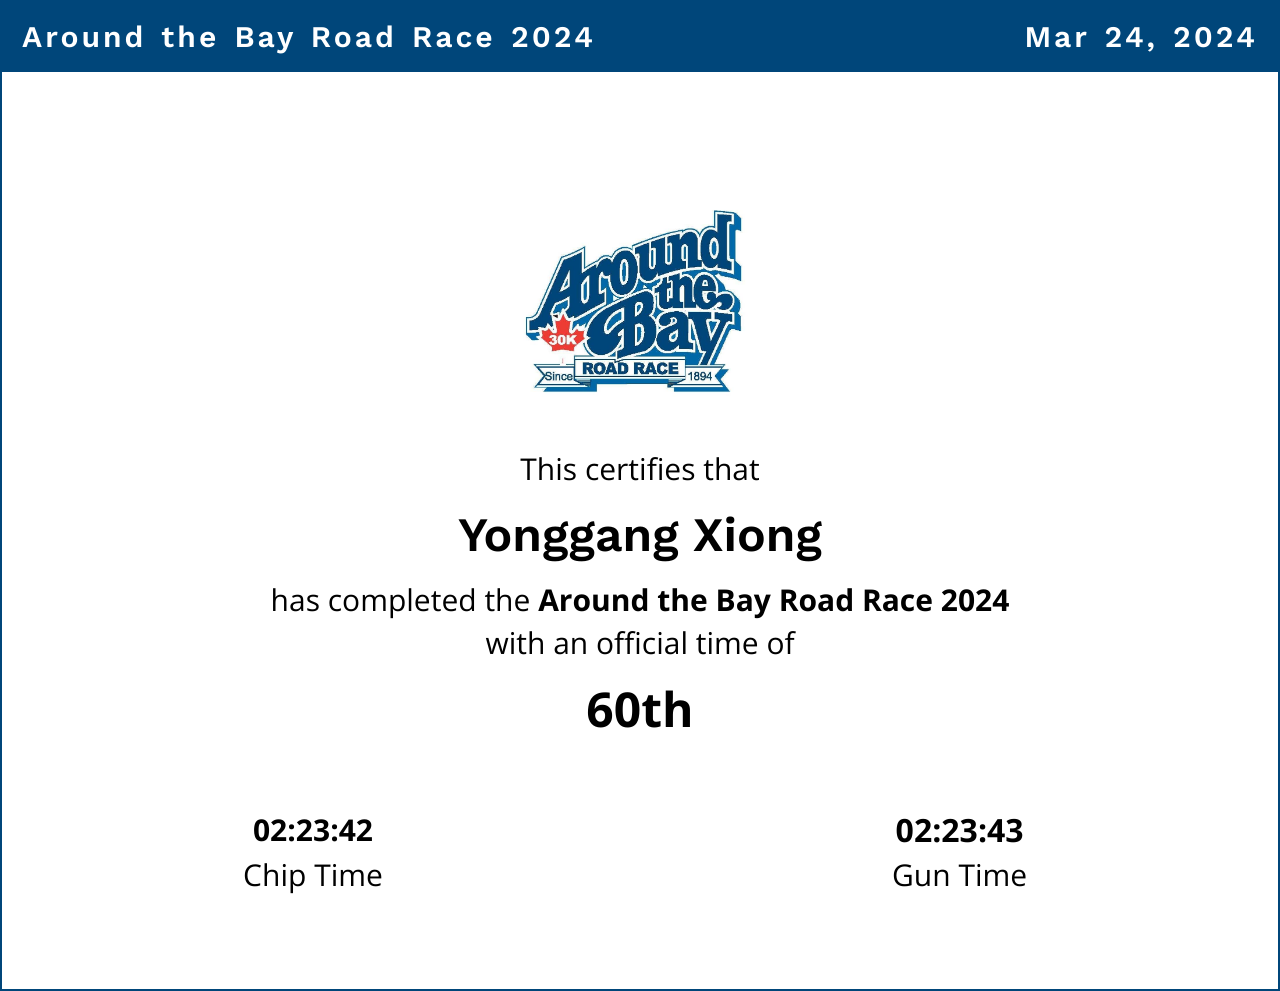 Around the Bay Road Race 2024
Mar 24, 2024
Around
the
Bay
30K
ROAD RACE
Since
1894
This certifies that
Yonggang Xiong
has completed the Around the Bay Road Race 2024
with an official time of
60th
02:23:42
02:23:43
Chip Time
Gun Time